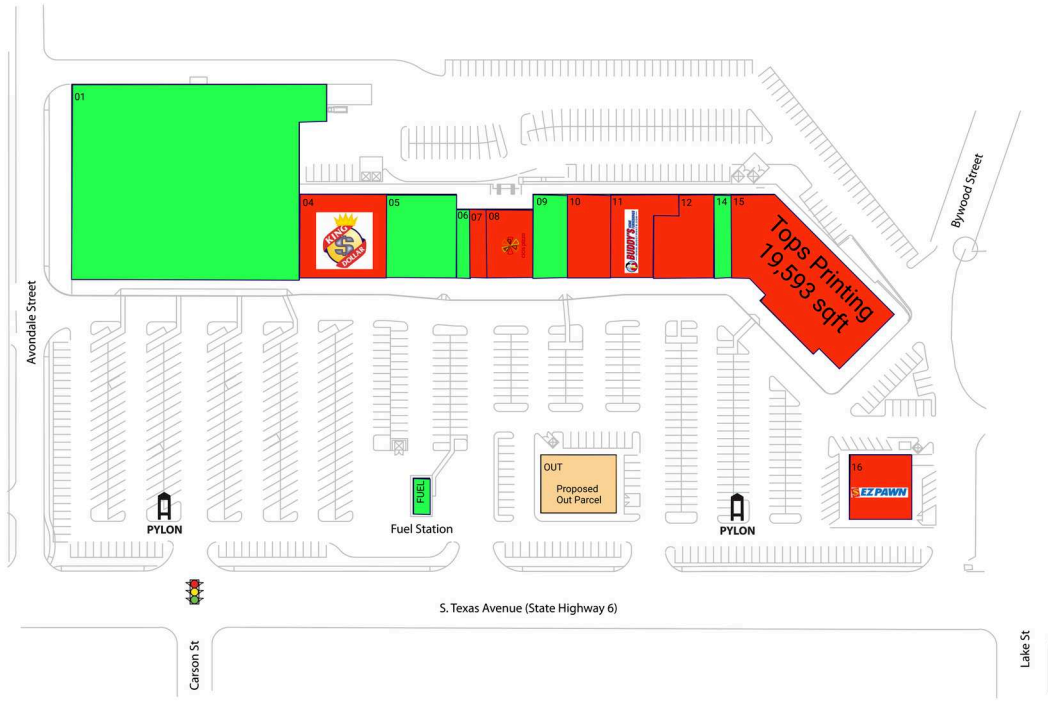 01
04
KING
$
DOLLAR
05
06
07
08
09
10
11
BUDDY'S
12
14
15
Tops Printing
19,593 sqft
Bywood Street
Avondale Street
16
EZPAWN
OUT
Proposed
Out Parcel
FUEL
Fuel Station
PYLON
PYLON
S. Texas Avenue (State Highway 6)
Carson St
Lake St